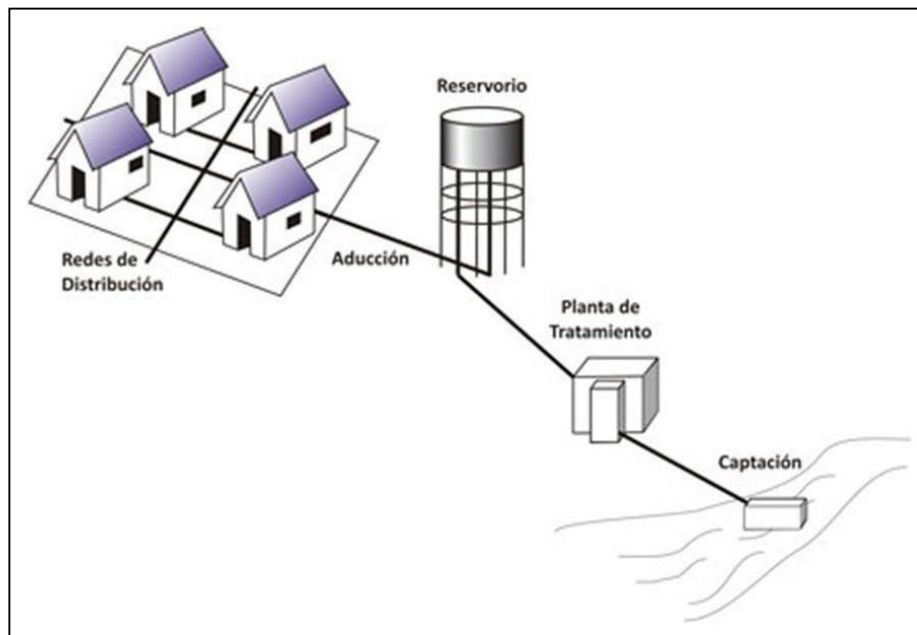 Reservorio
Redes de
Distribución
Aducción
Planta de
Tratamiento
Captación